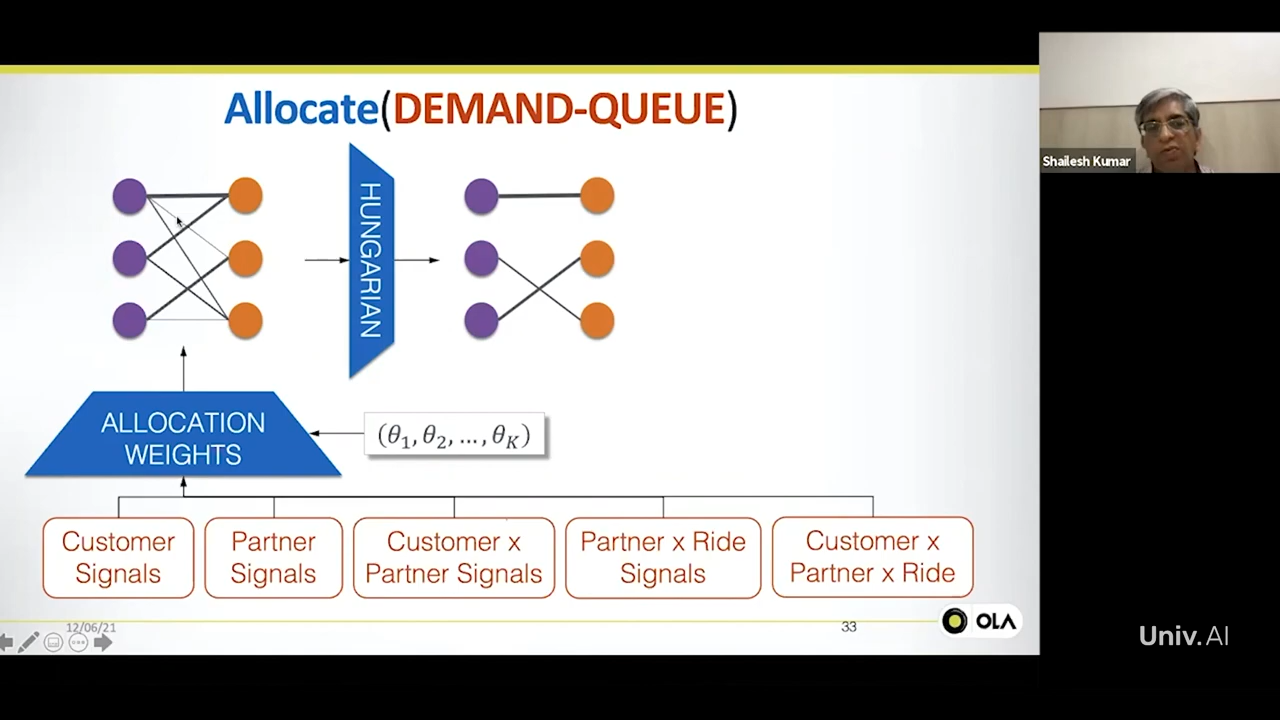 Allocate(DEMAND-QUEUE)
Shailesh Kumar
HUNGARIAN
ALLOCATION
WEIGHTS
(θ1, θ2, ..., θK)
Customer
Signals
Partner
Signals
Customer x
Partner Signals
Partner x Ride
Signals
Customer x
Partner x Ride
12/06/21
33
OLA
Univ.AI